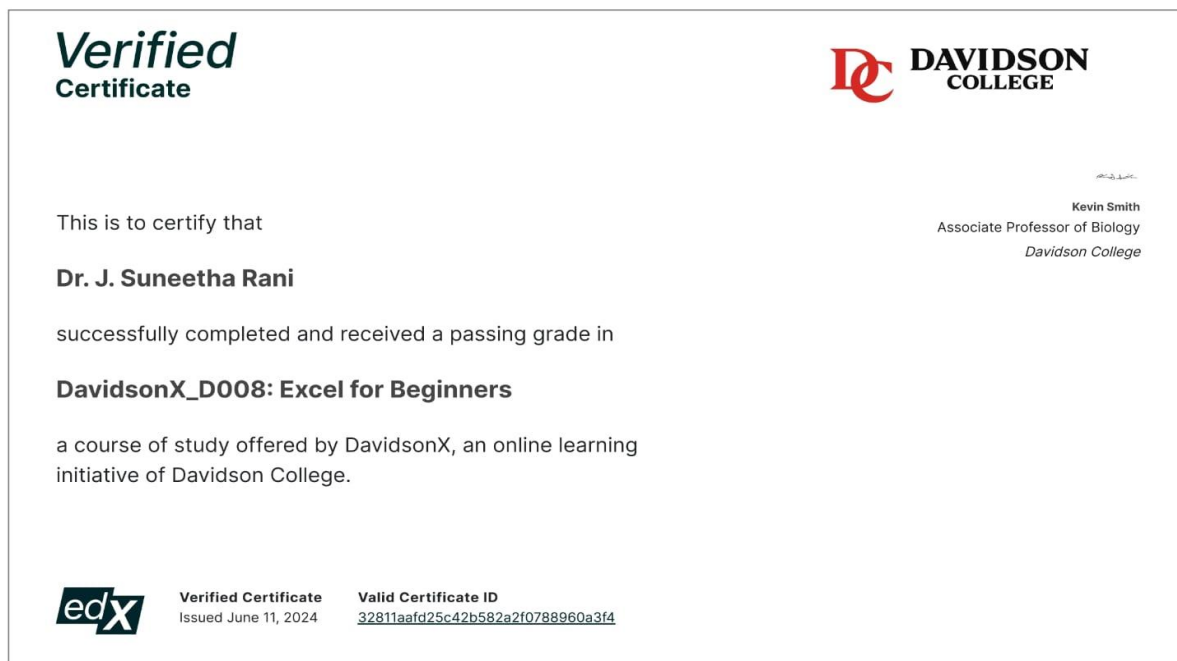 Verified
Certificate
DC DAVIDSON
COLLEGE
Kevin Smith
Associate Professor of Biology
Davidson College
This is to certify that
Dr. J. Suneetha Rani
successfully completed and received a passing grade in
DavidsonX_D008: Excel for Beginners
a course of study offered by DavidsonX, an online learning
initiative of Davidson College.
edX
Verified Certificate
Issued June 11, 2024
Valid Certificate ID
32811aafd25c42b582a2f0788960a3f4